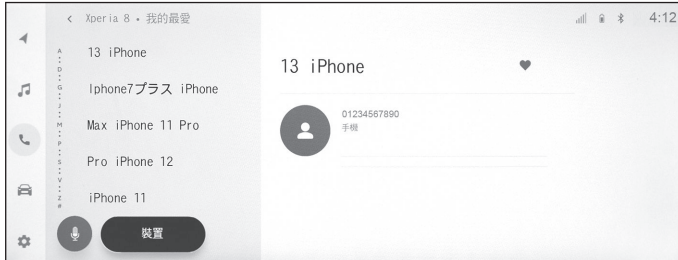 Xperia 8 • 我的最愛
4:12
A
D
G
J
M
P
S
V
Z
#
13 iPhone
Iphone7プラス iPhone
Max iPhone 11 Pro
Pro iPhone 12
iPhone 11
裝置
13 iPhone
01234567890
手機